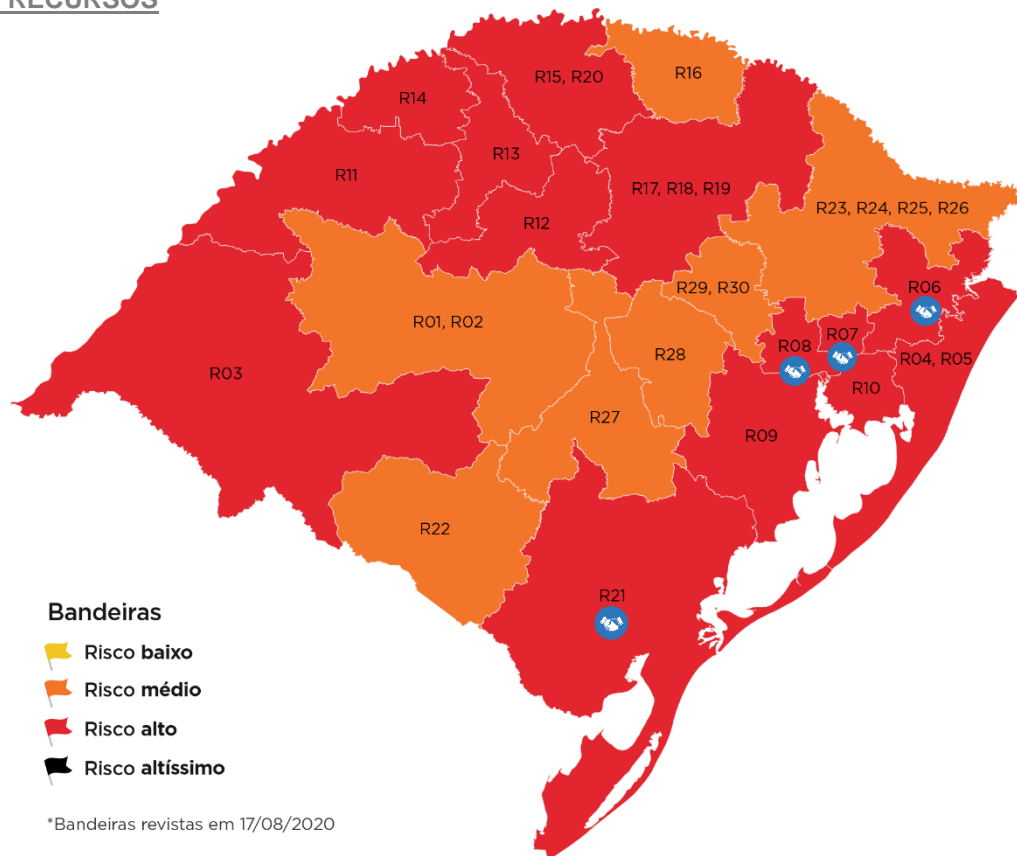 RECURSOS
R16
R15, R20
R14
R13
R11
R17, R18, R19
R12
R23, R24, R25, R26
R29, R30
R06
R01, R02
R08
R07
R28
R04, R05
R03
R10
R27
R09
R22
R21
Bandeiras
Risco baixo
Risco médio
Risco alto
Risco altíssimo
*Bandeiras revistas em 17/08/2020